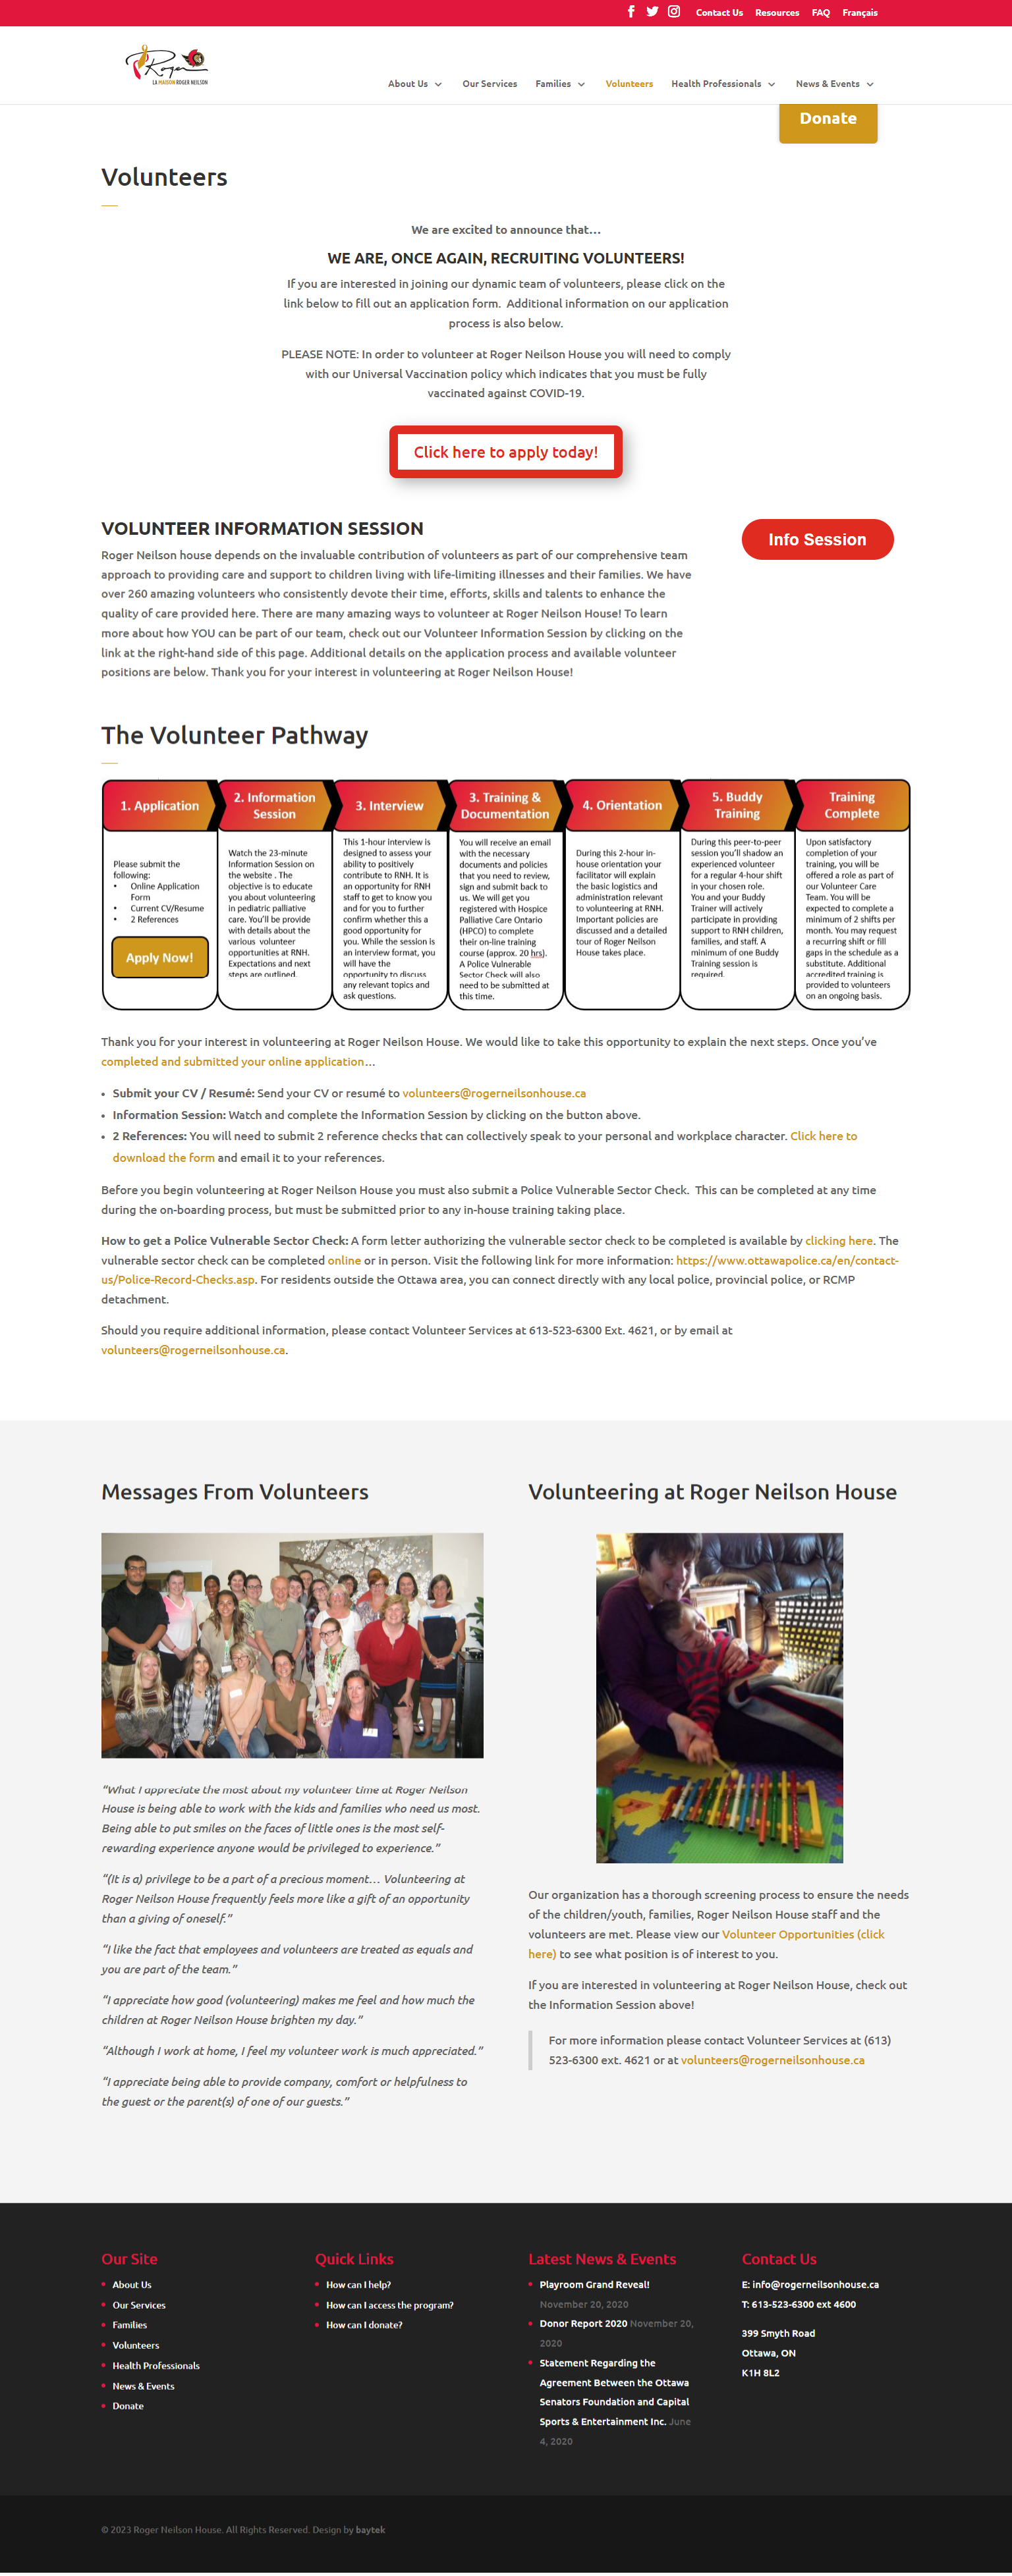 Contact Us Resources FAQ Français
Roger
LA MAISON ROGER NEILSON
About Us Our Services Families Volunteers Health Professionals News & Events
Donate
Volunteers
We are excited to announce that…
WE ARE, ONCE AGAIN, RECRUITING VOLUNTEERS!
If you are interested in joining our dynamic team of volunteers, please click on the
link below to fill out an application form. Additional information on our application
process is also below.
PLEASE NOTE: In order to volunteer at Roger Neilson House you will need to comply
with our Universal Vaccination policy which indicates that you must be fully
vaccinated against COVID-19.
Click here to apply today!
VOLUNTEER INFORMATION SESSION
Info Session
Roger Neilson house depends on the invaluable contribution of volunteers as part of our comprehensive team
approach to providing care and support to children living with life-limiting illnesses and their families. We have
over 260 amazing volunteers who consistently devote their time, efforts, skills and talents to enhance the
quality of care provided here. There are many amazing ways to volunteer at Roger Neilson House! To learn
more about how YOU can be part of our team, check out our Volunteer Information Session by clicking on the
link at the right-hand side of this page. Additional details on the application process and available volunteer
positions are below. Thank you for your interest in volunteering at Roger Neilson House!
The Volunteer Pathway
1. Application
Please submit the
following:
• Online Application
Form
• Current CV/Resume
• 2 References
Apply Now!
2. Information
Session
Watch the 23-minute
Information Session on
the website . The
objective is to educate
you about volunteering
in pediatric palliative
care. You'll be provide
with details about the
various volunteer
opportunities at RNH.
Expectations and next
steps are outlined.
3. Interview
This 1-hour interview is
designed to assess your
ability to positively
contribute to RNH. It is
an opportunity for RNH
staff to get to know you
and for you to further
confirm whether this a
good opportunity for
you. While the session is
an interview format, you
will have the
opportunity to discuss
any relevant topics and
ask questions.
3. Training &
Documentation
You will receive an email
with the necessary
documents and policies
that you need to review,
sign and submit back to
us. We will get you
registered with Hospice
Palliative Care Ontario
(HPCO) to complete
their on-line training
course (approx. 20 hrs).
A Police Vulnerable
Sector Check will also
need to be submitted at
this time.
4. Orientation
During this 2-hour in-
house orientation your
facilitator will explain
the basic logistics and
administration relevant
to volunteering at RNH.
Important policies are
discussed and a detailed
tour of Roger Neilson
House takes place.
5. Buddy
Training
During this peer-to-peer
session you'll shadow an
experienced volunteer
for a regular 4-hour shift
in your chosen role.
You and your Buddy
Trainer will actively
participate in providing
support to RNH children,
families, and staff. A
minimum of one Buddy
Training session is
required.
Training
Complete
Upon satisfactory
completion of your
training, you will be
offered a role as part of
our Volunteer Care
Team. You will be
expected to complete a
minimum of 2 shifts per
month. You may request
a recurring shift or fill
gaps in the schedule as a
substitute. Additional
accredited training is
provided to volunteers
on an ongoing basis.
Thank you for your interest in volunteering at Roger Neilson House. We would like to take this opportunity to explain the next steps. Once you've
completed and submitted your online application…
• Submit your CV / Resumé: Send your CV or resumé to volunteers@rogerneilsonhouse.ca
• Information Session: Watch and complete the Information Session by clicking on the button above.
• 2 References: You will need to submit 2 reference checks that can collectively speak to your personal and workplace character. Click here to
download the form and email it to your references.
Before you begin volunteering at Roger Neilson House you must also submit a Police Vulnerable Sector Check. This can be completed at any time
during the on-boarding process, but must be submitted prior to any in-house training taking place.
How to get a Police Vulnerable Sector Check: A form letter authorizing the vulnerable sector check to be completed is available by clicking here. The
vulnerable sector check can be completed online or in person. Visit the following link for more information: https://www.ottawapolice.ca/en/contact-
us/Police-Record-Checks.asp. For residents outside the Ottawa area, you can connect directly with any local police, provincial police, or RCMP
detachment.
Should you require additional information, please contact Volunteer Services at 613-523-6300 Ext. 4621, or by email at
volunteers@rogerneilsonhouse.ca.
Messages From Volunteers
“What I appreciate the most about my volunteer time at Roger Neilson
House is being able to work with the kids and families who need us most.
Being able to put smiles on the faces of little ones is the most self-
rewarding experience anyone would be privileged to experience.”
“(It is a) privilege to be a part of a precious moment… Volunteering at
Roger Neilson House frequently feels more like a gift of an opportunity
than a giving of oneself.”
“I like the fact that employees and volunteers are treated as equals and
you are part of the team.”
“I appreciate how good (volunteering) makes me feel and how much the
children at Roger Neilson House brighten my day.”
“Although I work at home, I feel my volunteer work is much appreciated.”
“I appreciate being able to provide company, comfort or helpfulness to
the guest or the parent(s) of one of our guests.”
Volunteering at Roger Neilson House
Our organization has a thorough screening process to ensure the needs
of the children/youth, families, Roger Neilson House staff and the
volunteers are met. Please view our Volunteer Opportunities (click
here) to see what position is of interest to you.
If you are interested in volunteering at Roger Neilson House, check out
the Information Session above!
For more information please contact Volunteer Services at (613)
523-6300 ext. 4621 or at volunteers@rogerneilsonhouse.ca
Our Site
About Us
Our Services
Families
Volunteers
Health Professionals
News & Events
Donate
Quick Links
How can I help?
How can I access the program?
How can I donate?
Latest News & Events
Playroom Grand Reveal!
November 20, 2020
Donor Report 2020 November 20,
2020
Statement Regarding the
Agreement Between the Ottawa
Senators Foundation and Capital
Sports & Entertainment Inc. June
4, 2020
Contact Us
E: info@rogerneilsonhouse.ca
T: 613-523-6300 ext 4600
399 Smyth Road
Ottawa, ON
K1H 8L2
© 2023 Roger Neilson House. All Rights Reserved. Design by baytek